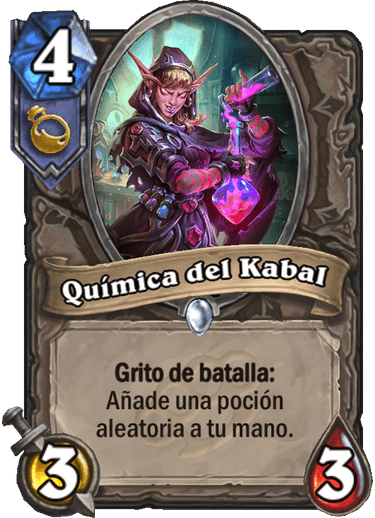 4
Química del Kabal
Grito de batalla:
Añade una poción
aleatoria a tu mano.
3
3